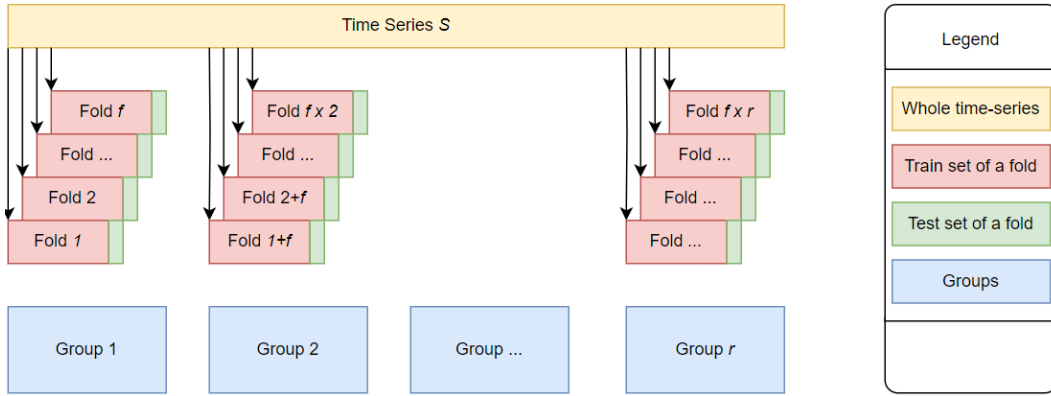 Time Series S
Fold f
Fold ...
Fold 2
Fold 1
Fold f x 2
Fold ...
Fold 2+f
Fold 1+f
Fold f x r
Fold ...
Fold ...
Fold ...
Group 1
Group 2
Group ...
Group r
Legend
Whole time-series
Train set of a fold
Test set of a fold
Groups